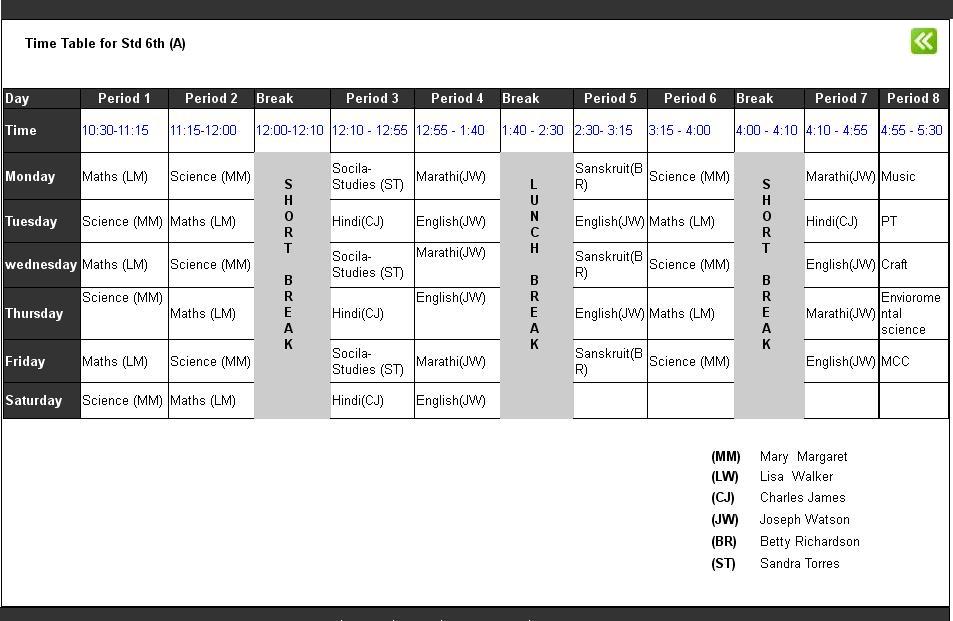 Time Table for Std 6th (A)
Day Period 1 Period 2 Break Period 3 Period 4 Break Period 5 Period 6 Break Period 7 Period 8
Time 10:30-11:15 11:15-12:00 12:00-12:10 12:10 - 12:55 12:55 - 1:40 1:40 - 2:30 2:30- 3:15 3:15 - 4:00 4:00 - 4:10 4:10 - 4:55 4:55 - 5:30
SHORT BREAK
LUNCH BREAK
SHORT BREAK
Monday Maths (LM) Science (MM) Socila-
Studies (ST) Marathi(JW) Sanskruit(B
R) Science (MM) Marathi(JW) Music
Tuesday Science (MM) Maths (LM) Hindi(CJ) English(JW) English(JW) Maths (LM) Hindi(CJ) PT
wednesday Maths (LM) Science (MM) Socila-
Studies (ST) Marathi(JW) Sanskruit(B
R) Science (MM) English(JW) Craft
Thursday Science (MM) Maths (LM) Hindi(CJ) English(JW) English(JW) Maths (LM) Marathi(JW) Enviorome
ntal
science
Friday Maths (LM) Science (MM) Socila-
Studies (ST) Marathi(JW) Sanskruit(B
R) Science (MM) English(JW) MCC
Saturday Science (MM) Maths (LM) Hindi(CJ) English(JW)
(MM) Mary Margaret
(LW) Lisa Walker
(CJ) Charles James
(JW) Joseph Watson
(BR) Betty Richardson
(ST) Sandra Torres